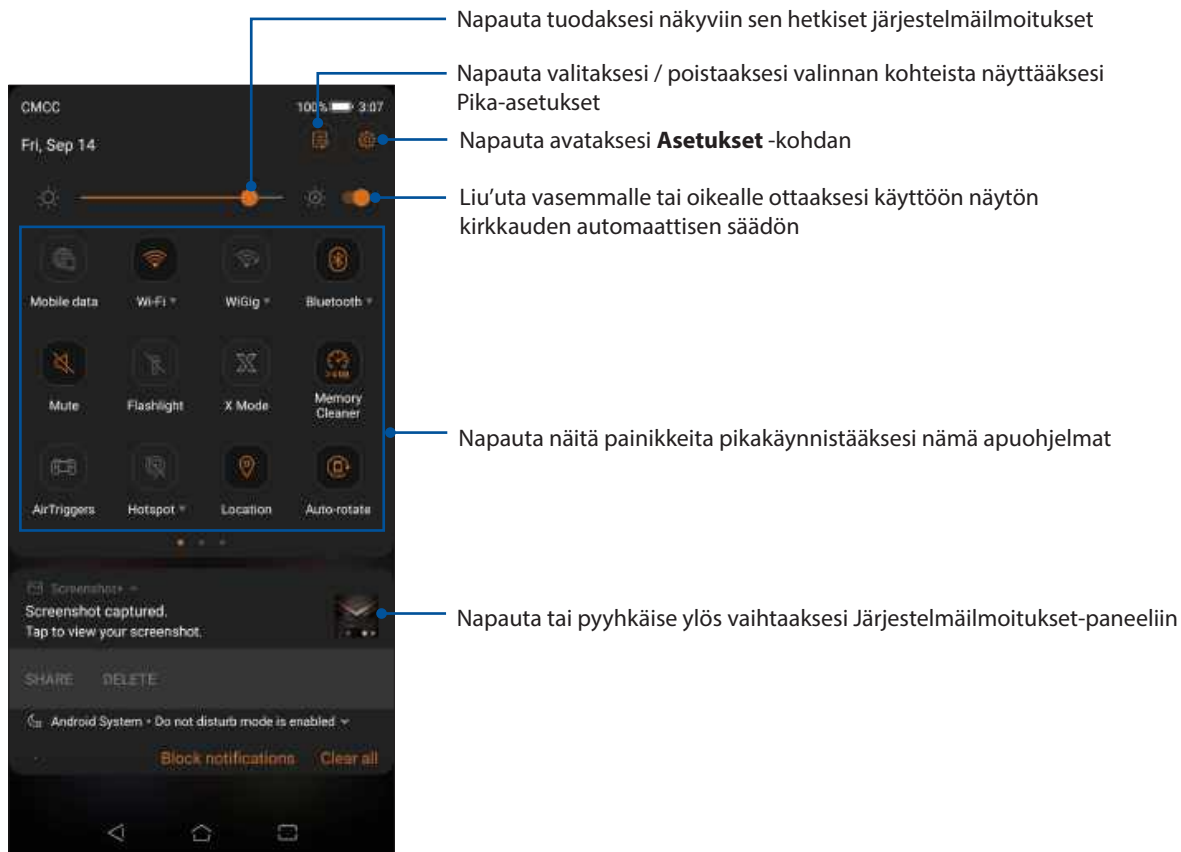 Napauta tuodaksesi näkyviin sen hetkiset järjestelmäilmoitukset
Napauta valitaksesi / poistaaksesi valinnan kohteista näyttääksesi
Pika-asetukset
Napauta avataksesi Asetukset -kohdan
Liu’uta vasemmalle tai oikealle ottaaksesi käyttöön näytön
kirkkauden automaattisen säädön
Napauta näitä painikkeita pikakäynnistääksesi nämä apuohjelmat
Napauta tai pyyhkäise ylös vaihtaaksesi Järjestelmäilmoitukset-paneeliin
CMCC 100% 3:07
Fri, Sep 14
Mobile data Wi-Fi WiGig Bluetooth
Mute Flashlight X Mode Memory
Cleaner
AirTriggers Hotspot Location Auto-rotate
Screenshot captured.
Tap to view your screenshot.
SHARE DELETE
Android System • Do not disturb mode is enabled
Block notifications Clear all